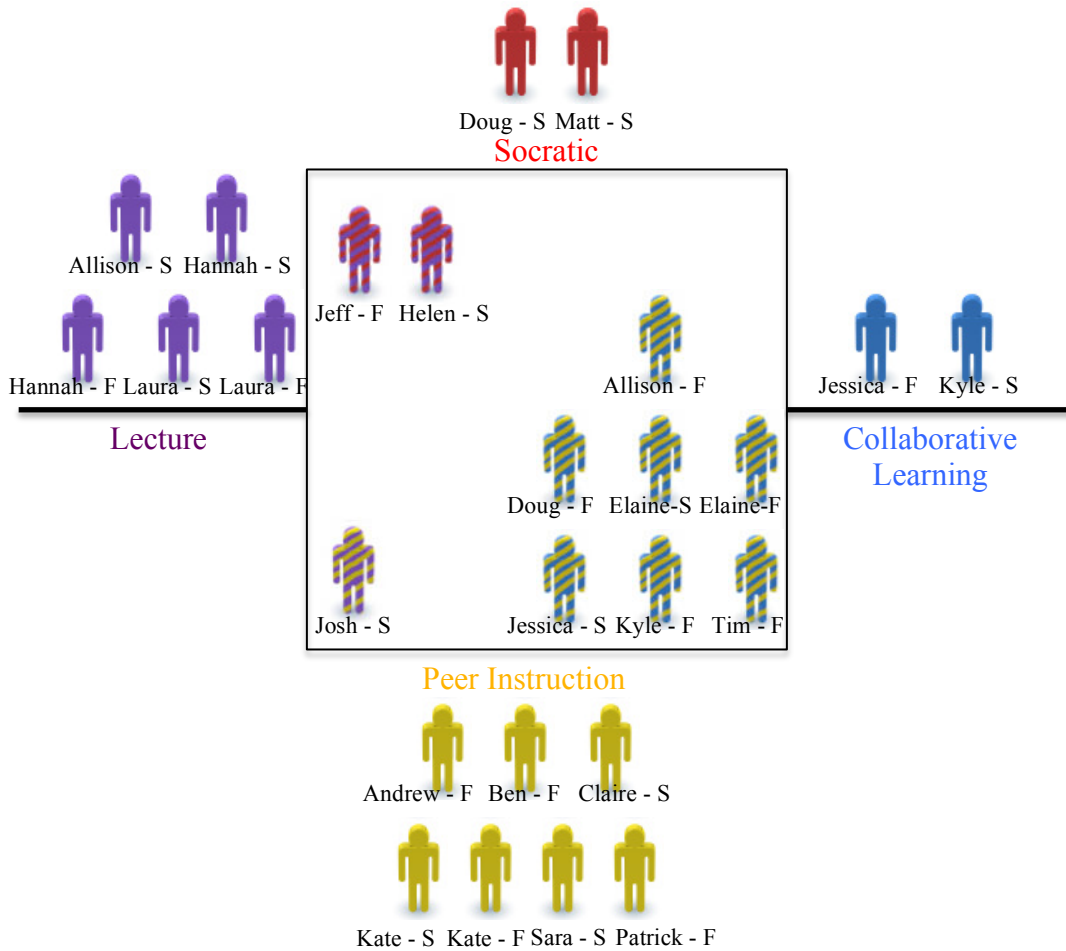 Doug - S Matt - S
Socratic
Allison - S Hannah - S
Jeff - F Helen - S
Hannah - F Laura - S Laura - F
Allison - F
Jessica - F Kyle - S
Lecture
Collaborative
Learning
Doug - F Elaine-S Elaine-F
Josh - S
Jessica - S Kyle - F Tim - F
Peer Instruction
Andrew - F Ben - F Claire - S
Kate - S Kate - F Sara - S Patrick - F